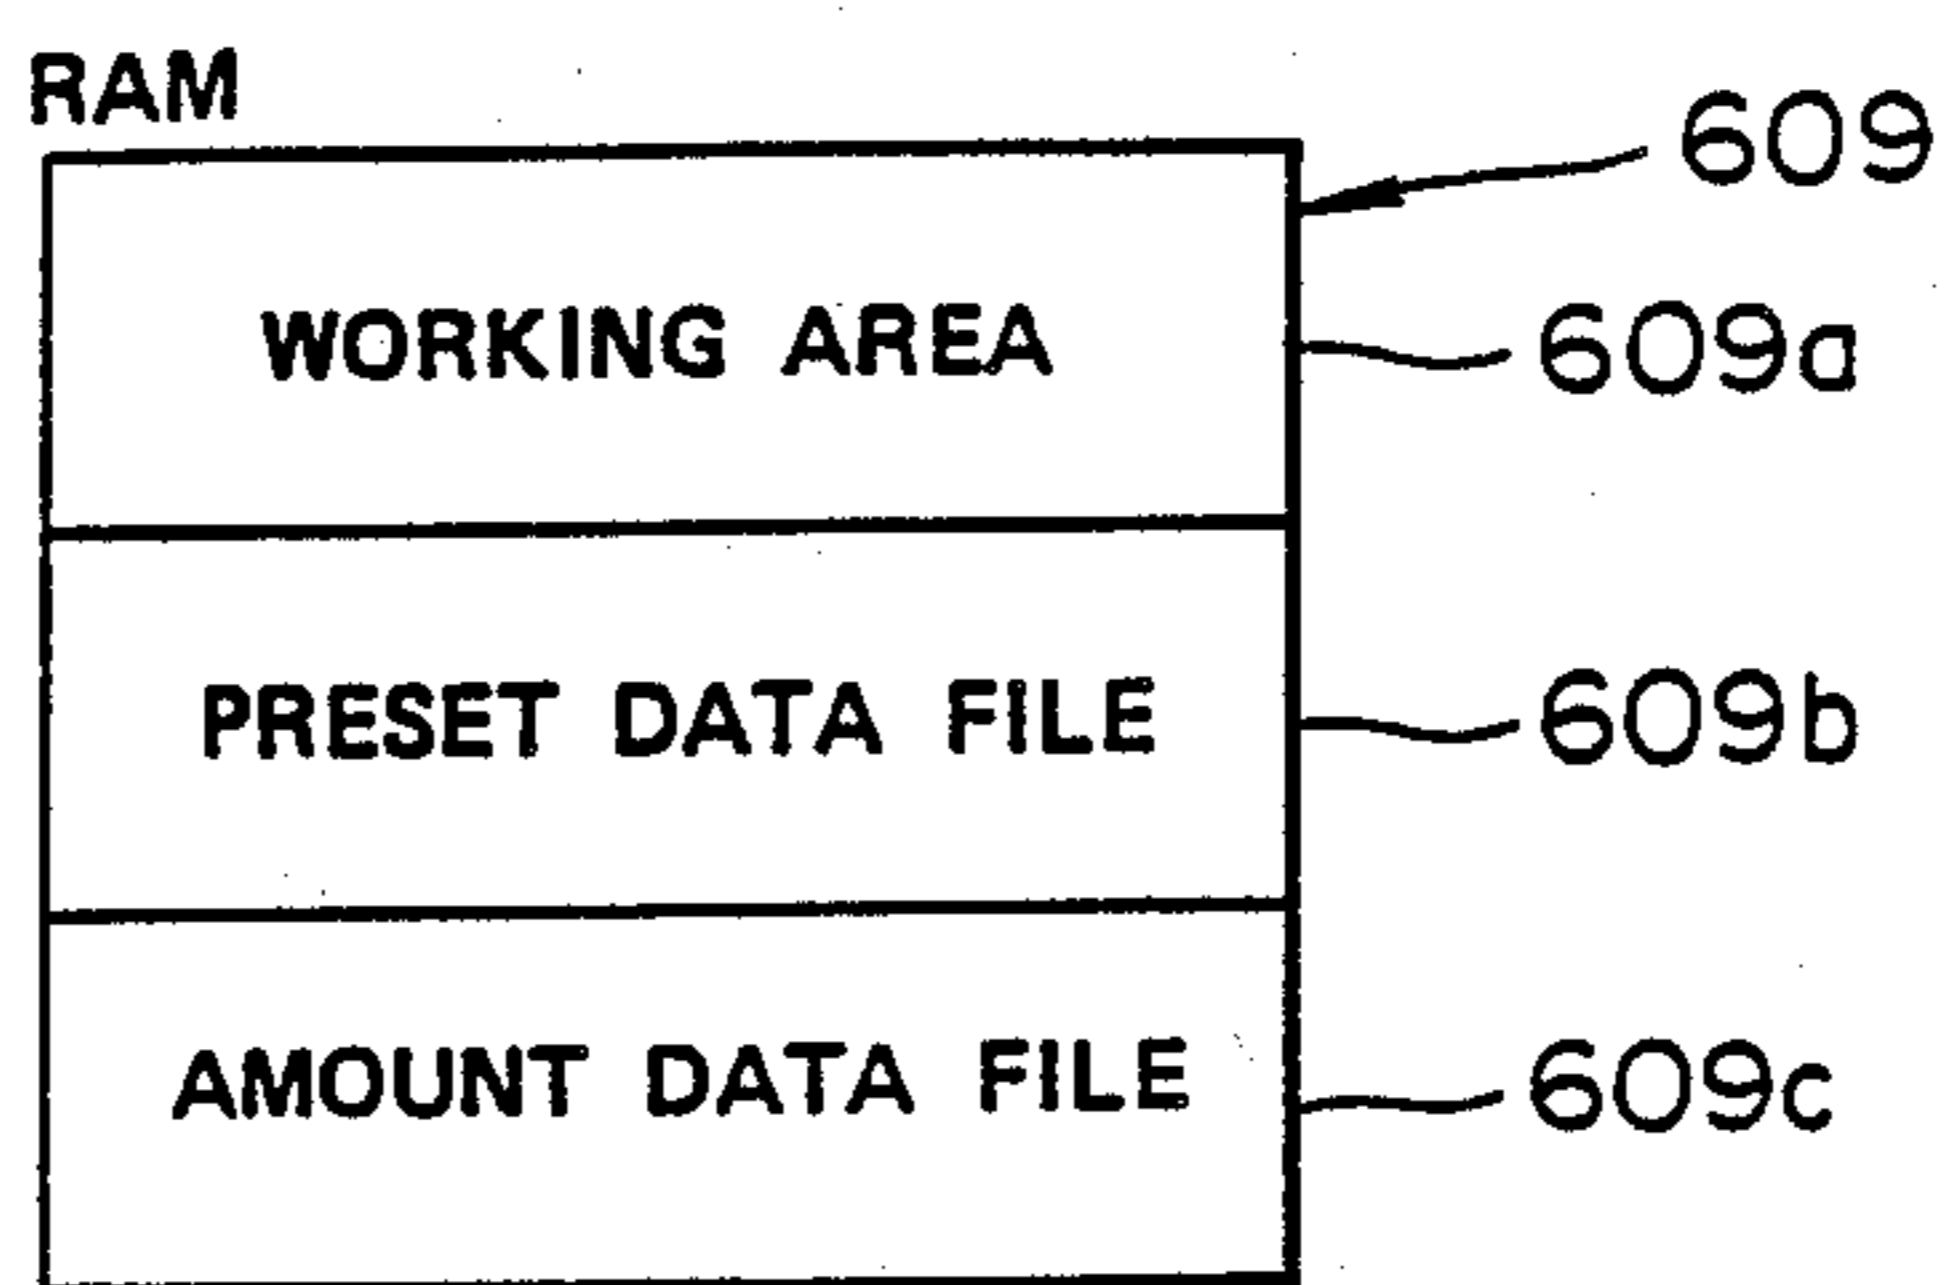 RAM
609
WORKING AREA 609a
PRESET DATA FILE 609b
AMOUNT DATA FILE 609c